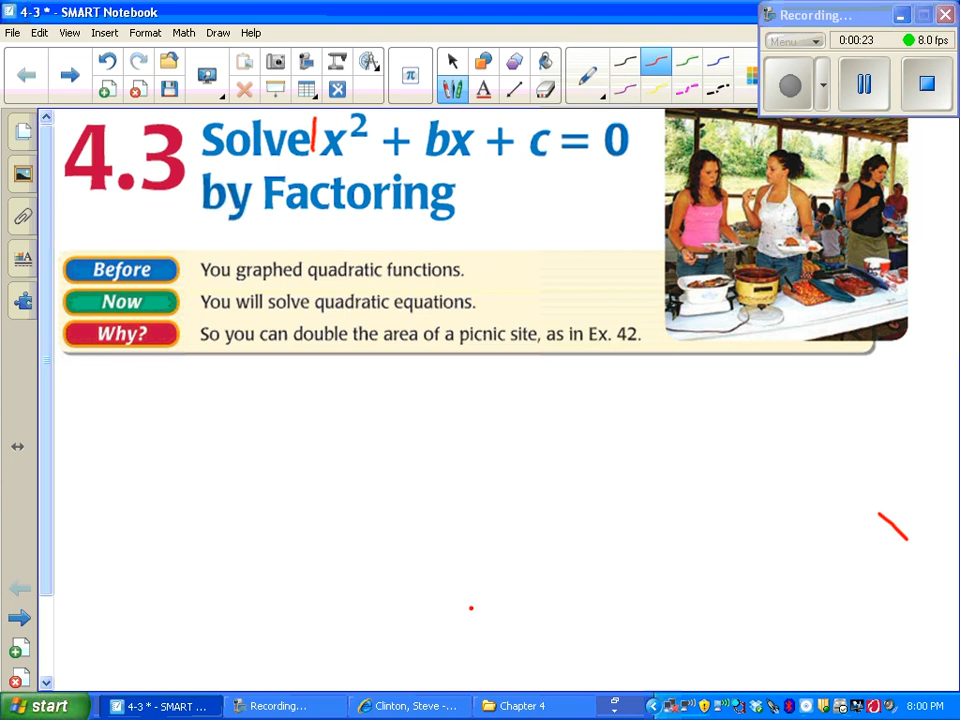 4-3 * - SMART Notebook
Recording...
File Edit View Insert Format Math Draw Help
Menu 0:00:23 8.0 fps
π
A
4.3 Solve 1x² + bx + c = 0
by Factoring
Before You graphed quadratic functions.
Now You will solve quadratic equations.
Why? So you can double the area of a picnic site, as in Ex. 42.
start 4-3 * - SMART ... Recording... Clinton, Steve -... Chapter 4 8:00 PM